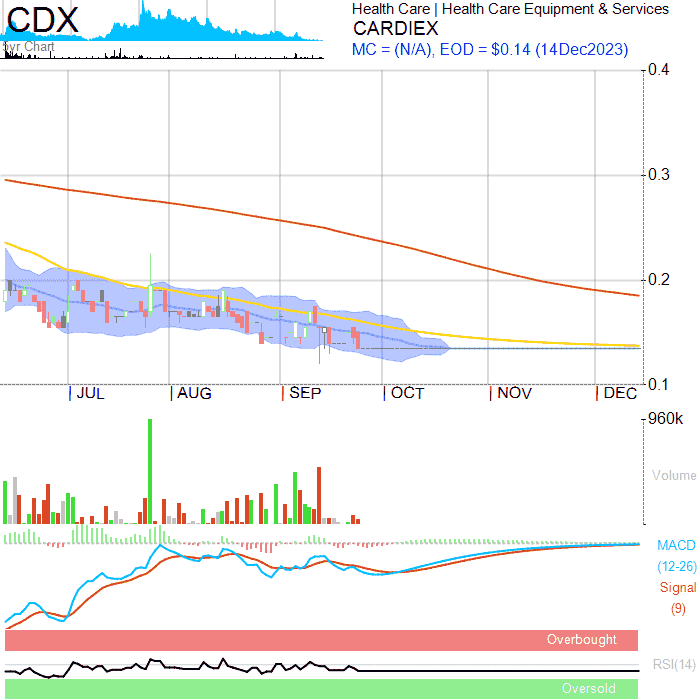 CDX
5yr Chart
Health Care | Health Care Equipment & Services
CARDIEX
MC = (N/A), EOD = $0.14 (14Dec2023)
0.4
0.3
0.2
0.1
JUL AUG SEP OCT NOV DEC
960k
Volume
MACD
(12-26)
Signal
(9)
Overbought
RSI(14)
Oversold